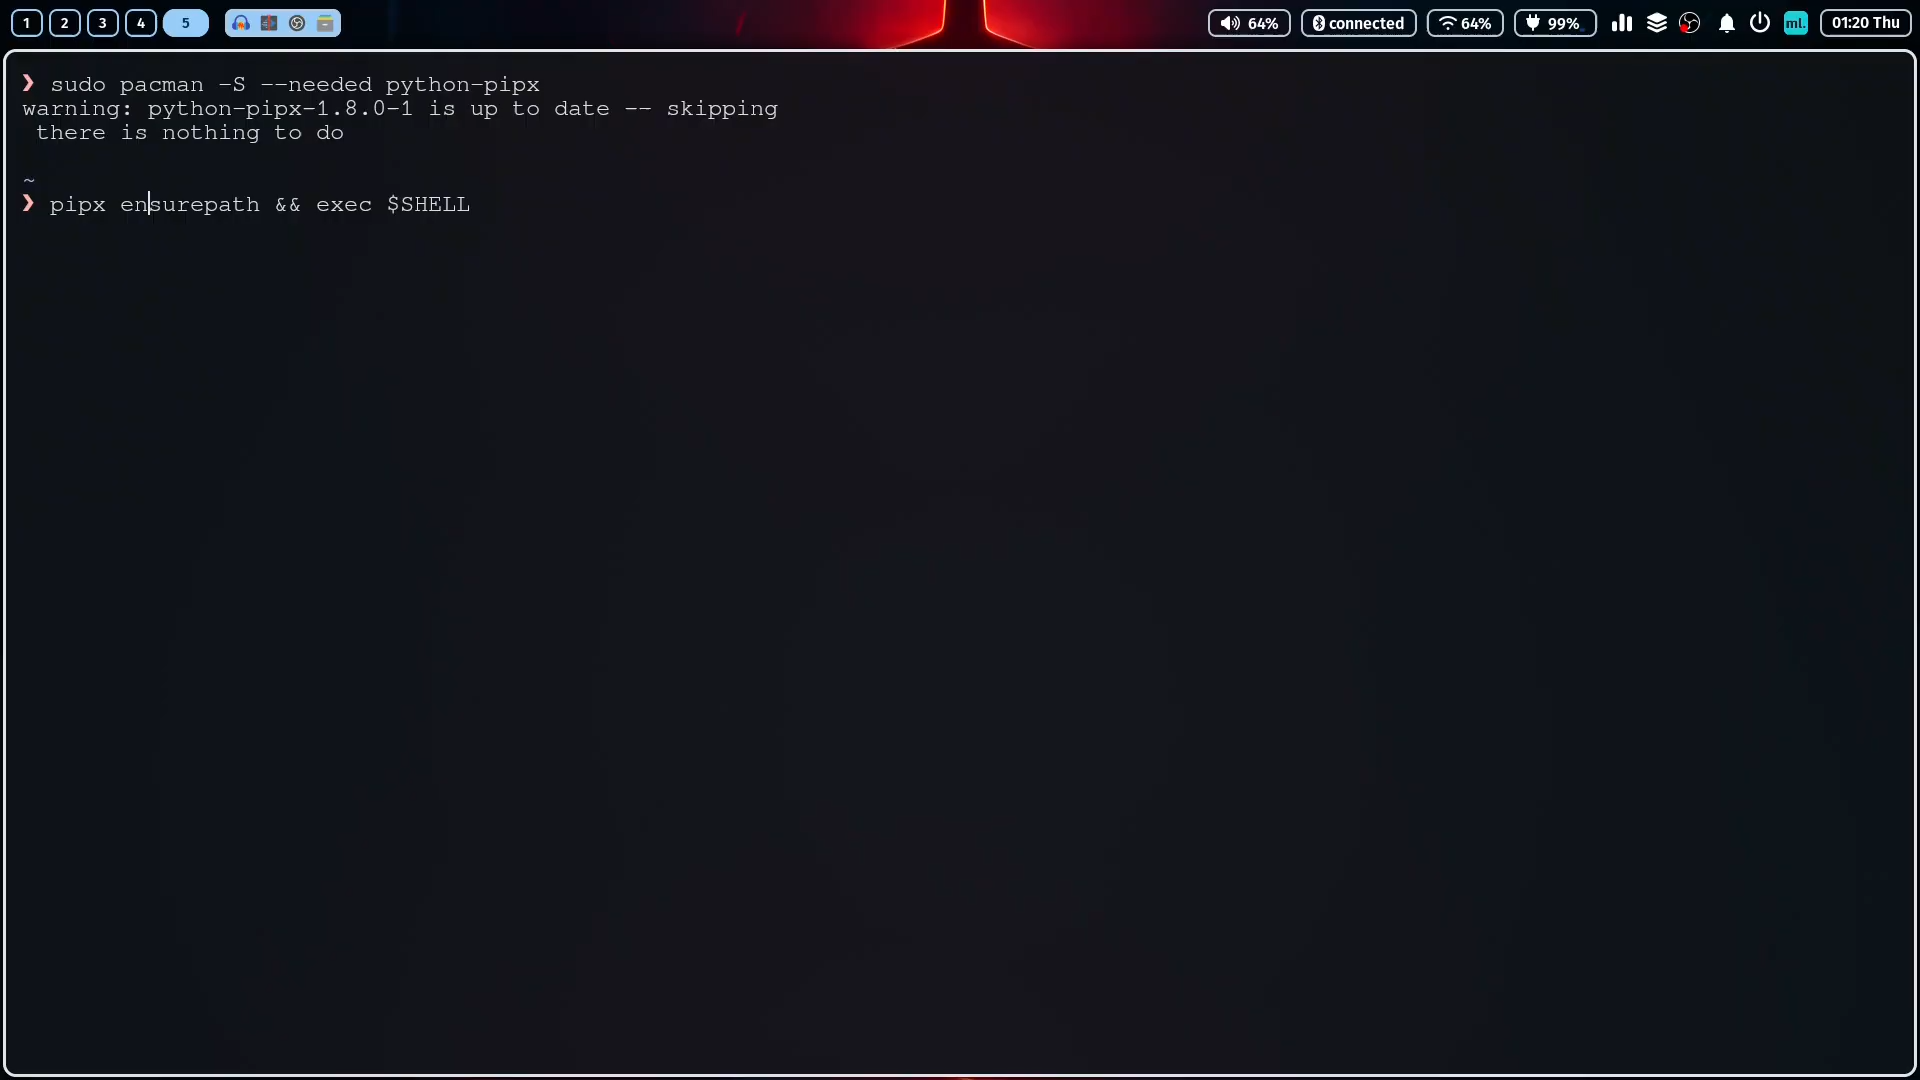 1 2 3 4 5 64% connected 64% 99% ml. 01:20 Thu
❯ sudo pacman -S --needed python-pipx
warning: python-pipx-1.8.0-1 is up to date -- skipping
there is nothing to do
~
❯ pipx ensurepath && exec $SHELL